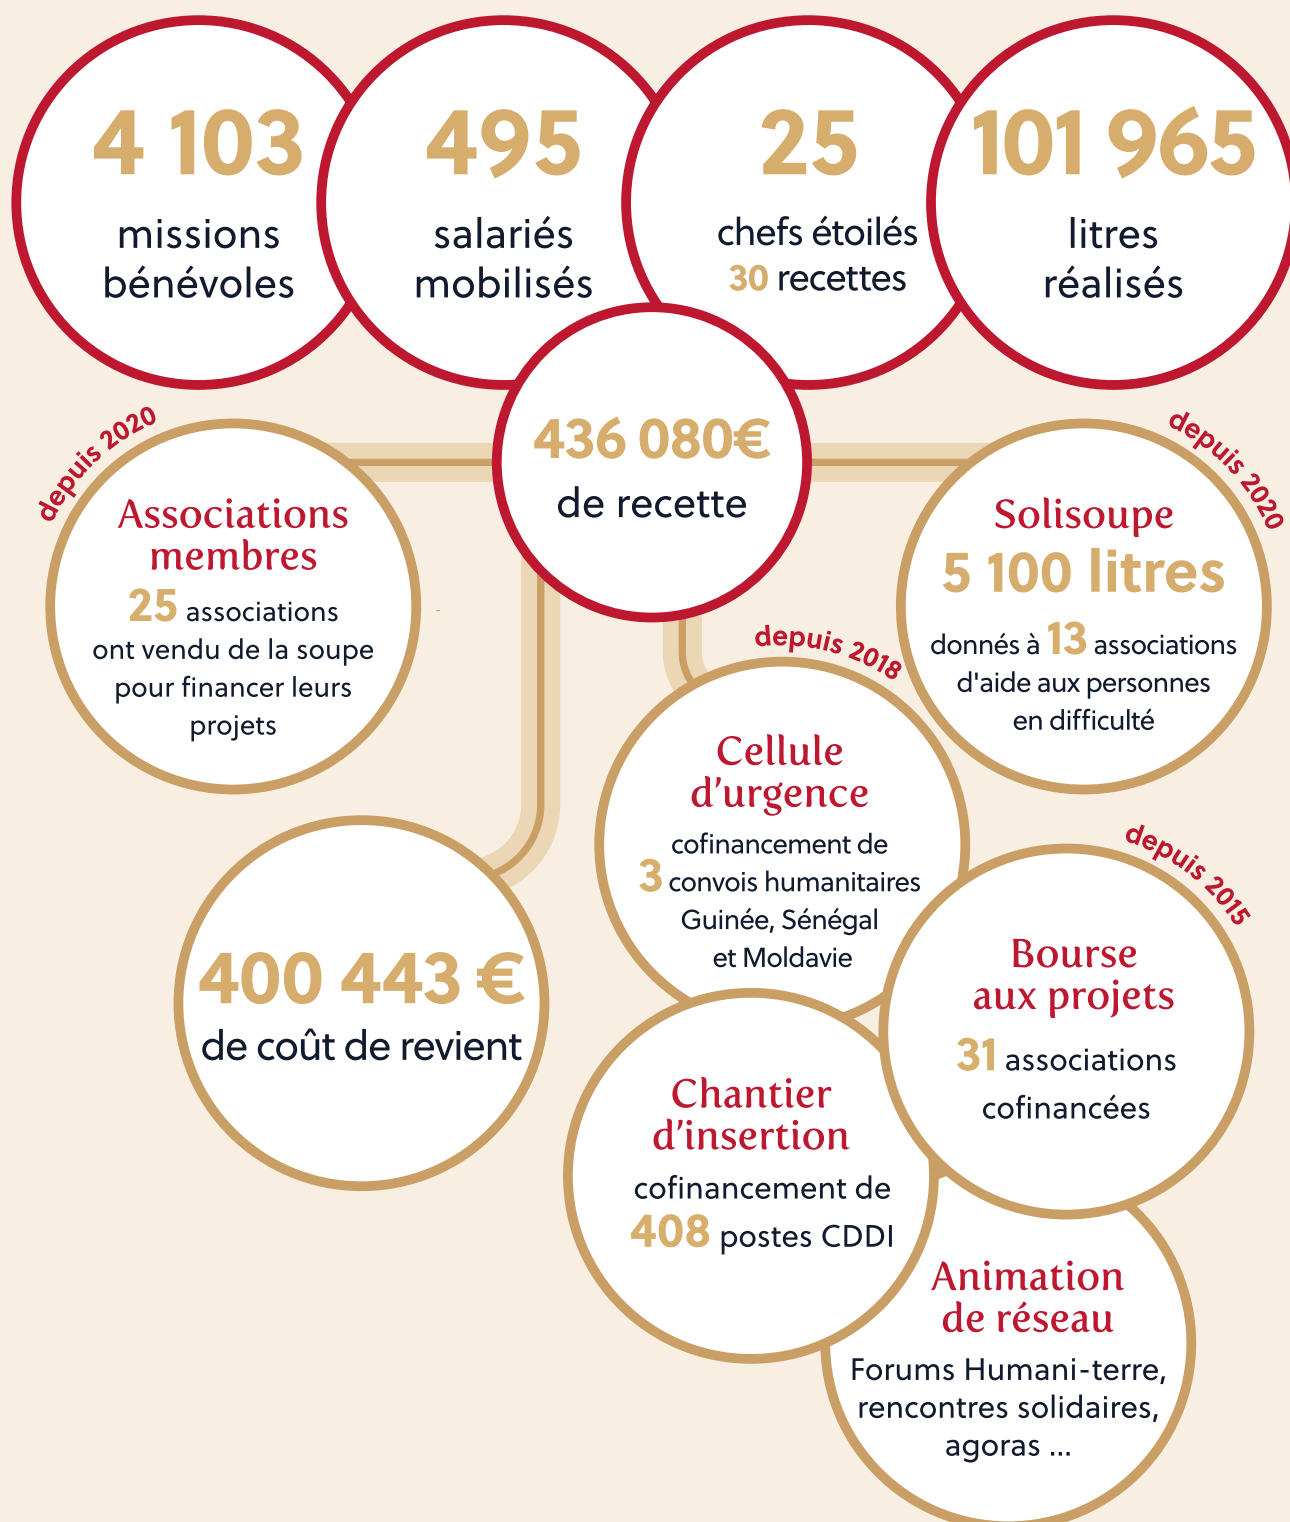 4 103
missions
bénévoles
495
salariés
mobilisés
25
chefs étoilés
30 recettes
101 965
litres
réalisés
436 080€
de recette
depuis 2020
Associations
membres
25 associations
ont vendu de la soupe
pour financer leurs
projets
depuis 2020
Solisoupe
5 100 litres
donnés à 13 associations
d'aide aux personnes
en difficulté
depuis 2018
Cellule
d'urgence
cofinancement de
3 convois humanitaires
Guinée, Sénégal
et Moldavie
400 443 €
de coût de revient
depuis 2015
Bourse
aux projets
31 associations
cofinancées
Chantier
d'insertion
cofinancement de
408 postes CDDI
Animation
de réseau
Forums Humani-terre,
rencontres solidaires,
agoras ...